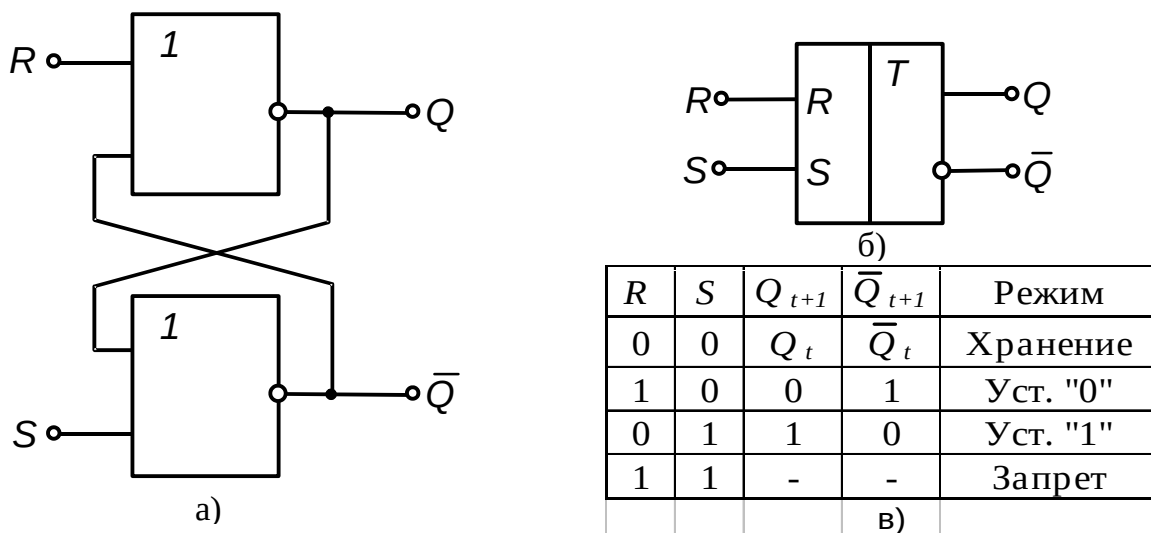 1
R
Q
1
S
Q̅
а)
T
R R Q
S S Q̅
б)
R S Q t+1 Q̅ t+1 Режим
0 0 Q t Q̅ t Хранение
1 0 0 1 Уст. "0"
0 1 1 0 Уст. "1"
1 1 - - Запрет
в)